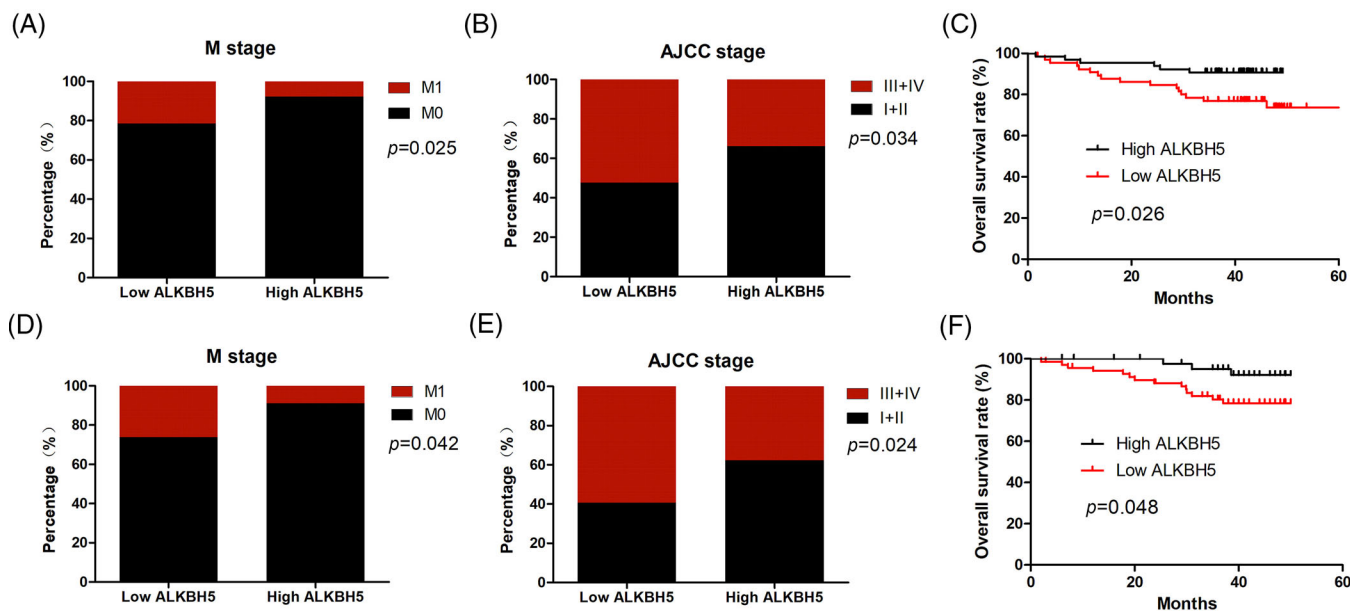 (A)
M stage
Percentage（%）
100
80
60
40
20
0
Low ALKBH5
High ALKBH5
M1
M0
p=0.025
(B)
AJCC stage
Percentage（%）
100
80
60
40
20
0
Low ALKBH5
High ALKBH5
III+IV
I+II
p=0.034
(C)
Overall survival rate (%)
100
80
60
40
20
High ALKBH5
Low ALKBH5
p=0.026
0
20
40
60
Months
(D)
M stage
Percentage（%）
100
80
60
40
20
0
Low ALKBH5
High ALKBH5
M1
M0
p=0.042
(E)
AJCC stage
Percentage（%）
100
80
60
40
20
0
Low ALKBH5
High ALKBH5
III+IV
I+II
p=0.024
(F)
Overall survival rate (%)
100
80
60
40
20
High ALKBH5
Low ALKBH5
p=0.048
0
20
40
60
Months